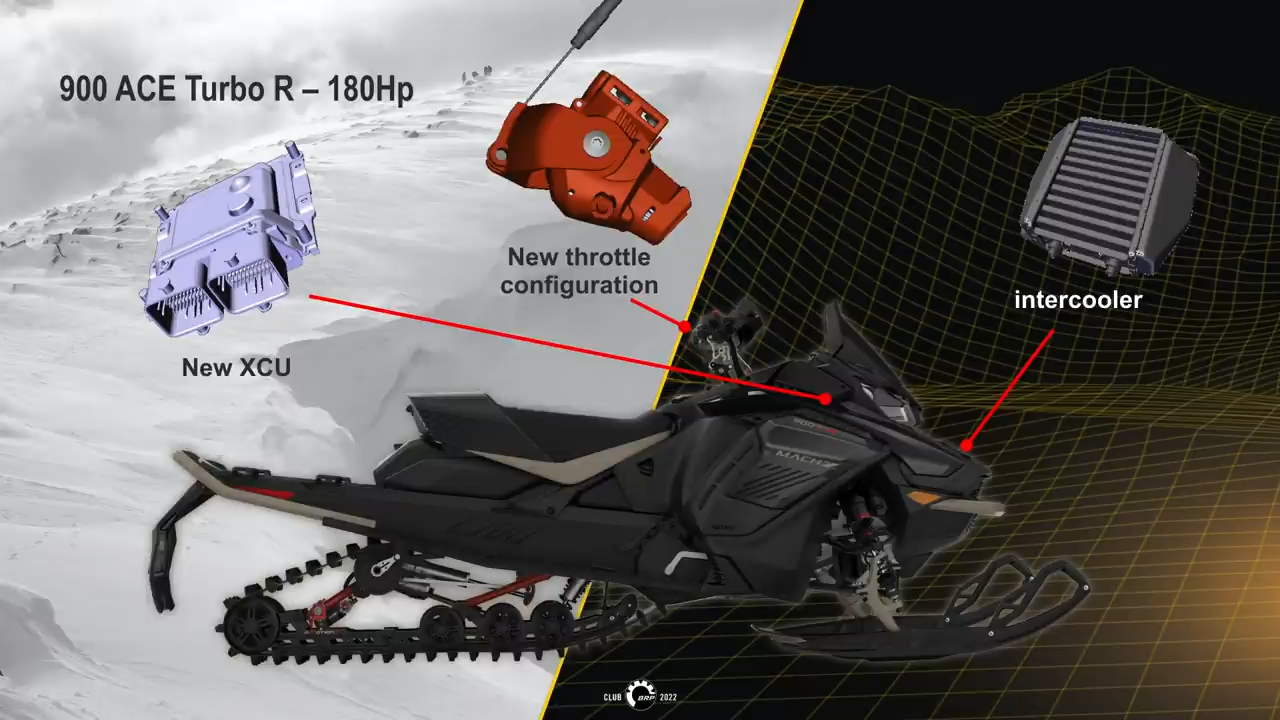 900 ACE Turbo R – 180Hp
New throttle
configuration
intercooler
New XCU
MACH Z
CLUB BRP 2022